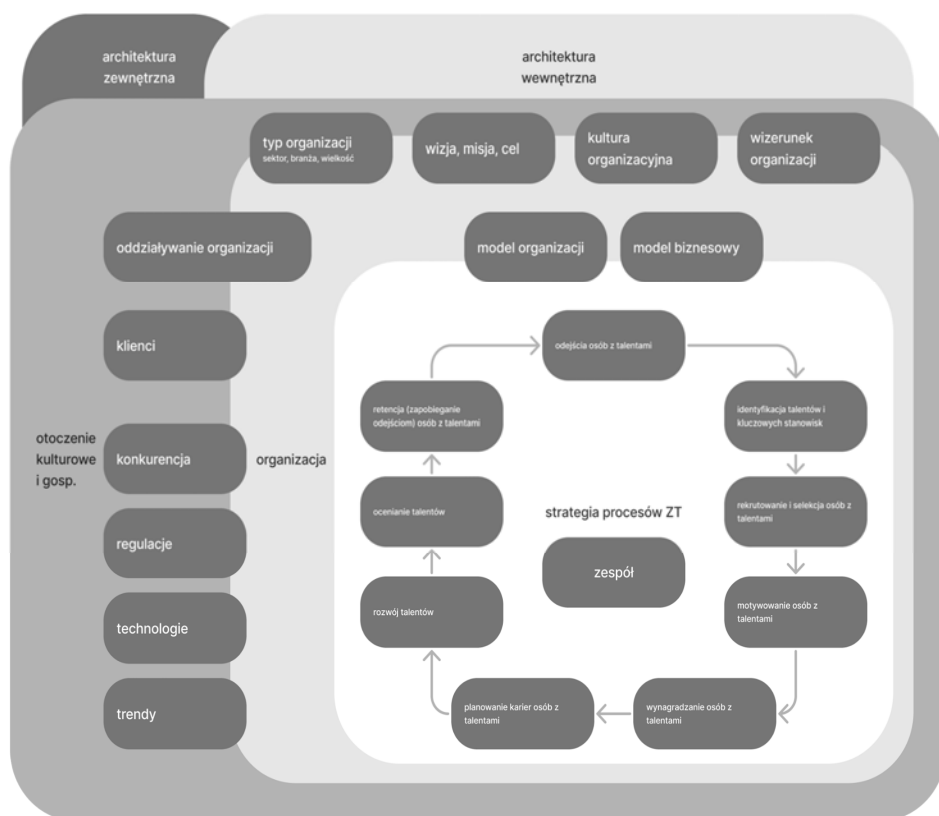 architektura
zewnętrzna
architektura
wewnętrzna
typ organizacji
sektor, branża, wielkość
wizja, misja, cel
kultura
organizacyjna
wizerunek
organizacji
oddziaływanie organizacji
model organizacji
model biznesowy
klienci
odejścia osób z talentami
retencja (zapobieganie
odejściom) osób z talentami
identyfikacja talentów i
kluczowych stanowisk
otoczenie
kulturowe
i gosp.
konkurencja
organizacja
ocenianie talentów
strategia procesów ZT
rekrutowanie i selekcja osób z
talentami
regulacje
zespół
rozwój talentów
motywowanie osób z
talentami
technologie
trendy
planowanie karier osób z
talentami
wynagradzanie osób z
talentami